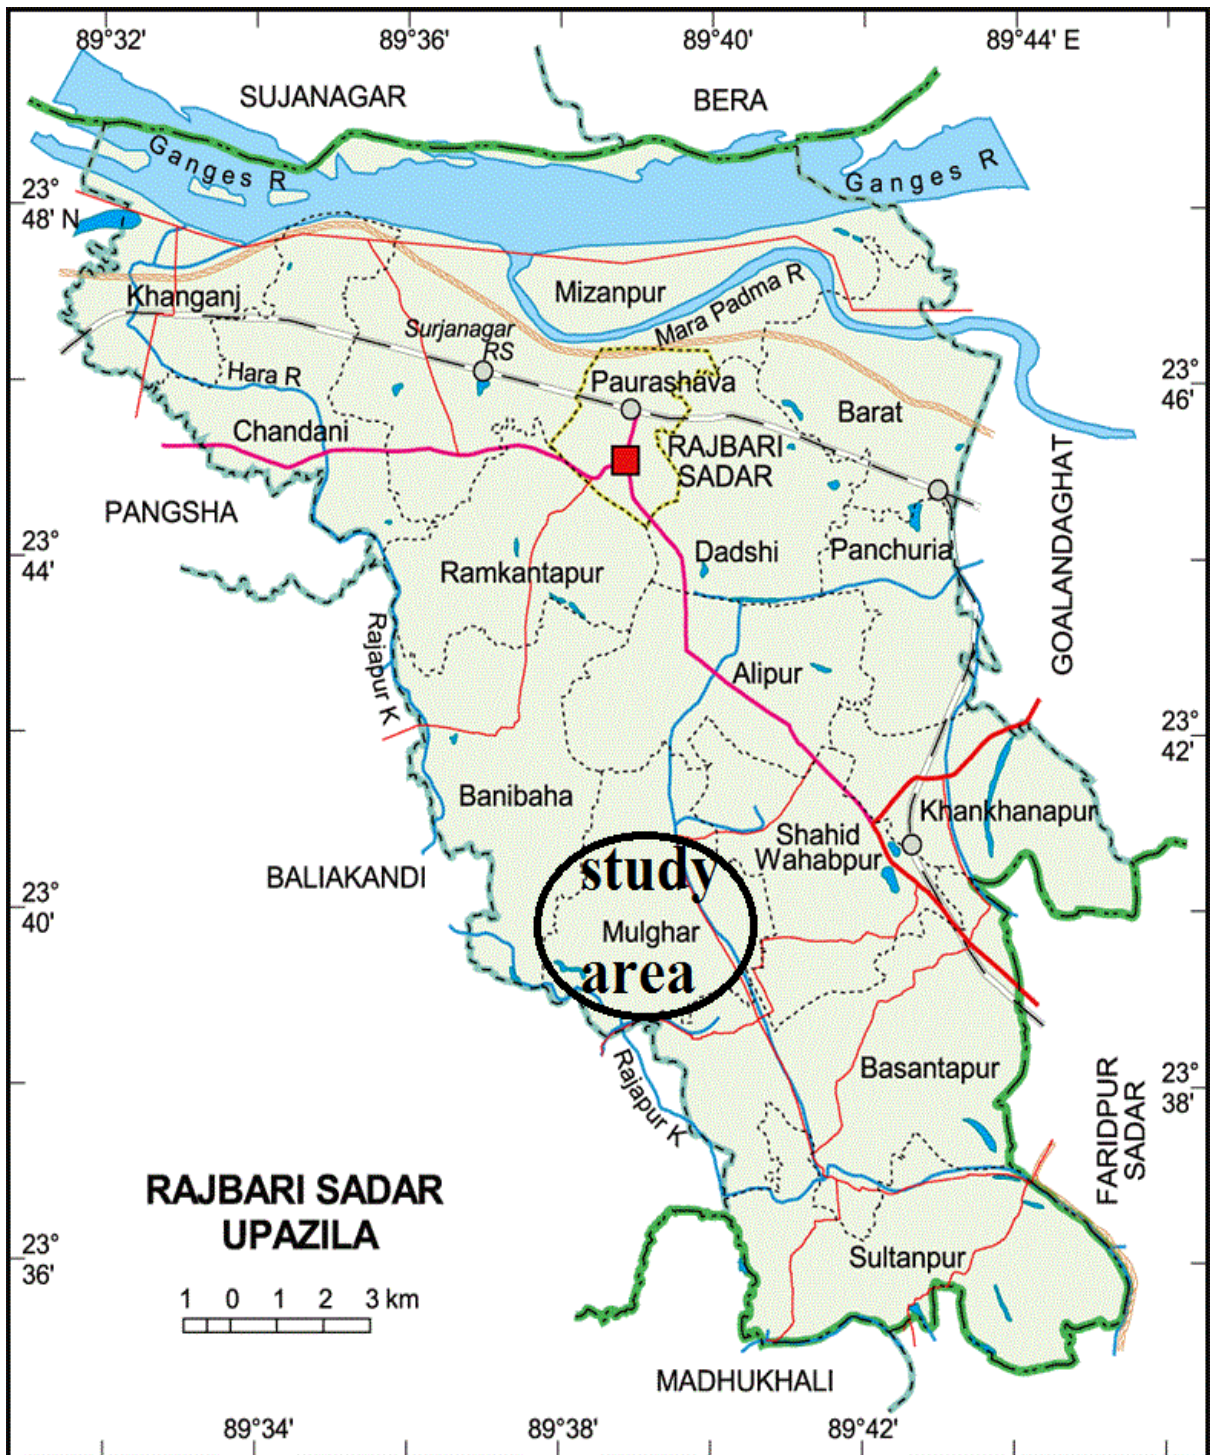 89°32'
89°36'
89°40'
89°44' E
SUJANAGAR
BERA
Ganges R
Ganges R
23°
48' N
Mizanpur
Mara Padma R
Khanganj
Surjanagar
RS
Hara R
Paurashava
23°
46'
Barat
Chandani
RAJBARI
SADAR
GOALANDAGHAT
PANGSHA
23°
44'
Ramkantapur
Dadshi
Panchuria
Rajapur K
Alipur
23°
42'
Banibaha
Khankhanapur
Shahid
Wahabpur
BALIAKANDI
study
23°
40'
Mulghar
area
Rajapur K
Basantapur
23°
38'
FARIDPUR
SADAR
RAJBARI SADAR
UPAZILA
23°
36'
Sultanpur
1 0 1 2 3 km
MADHUKHALI
89°34'
89°38'
89°42'